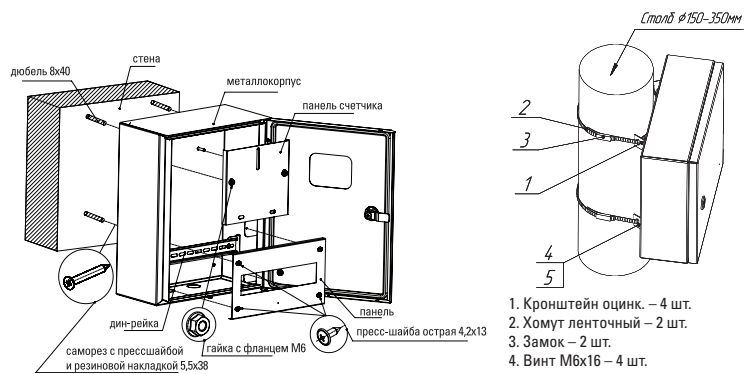 стена
дюбель 8х40
металлокорпус
панель счетчика
дин-рейка
панель
пресс-шайба острая 4,2х13
гайка с фланцем М6
саморез с прессшайбой
и резиновой накладкой 5,5х38
Столб ϕ150-350мм
2
3
1
4
5
1. Кронштейн оцинк. – 4 шт.
2. Хомут ленточный – 2 шт.
3. Замок – 2 шт.
4. Винт М6х16 – 4 шт.